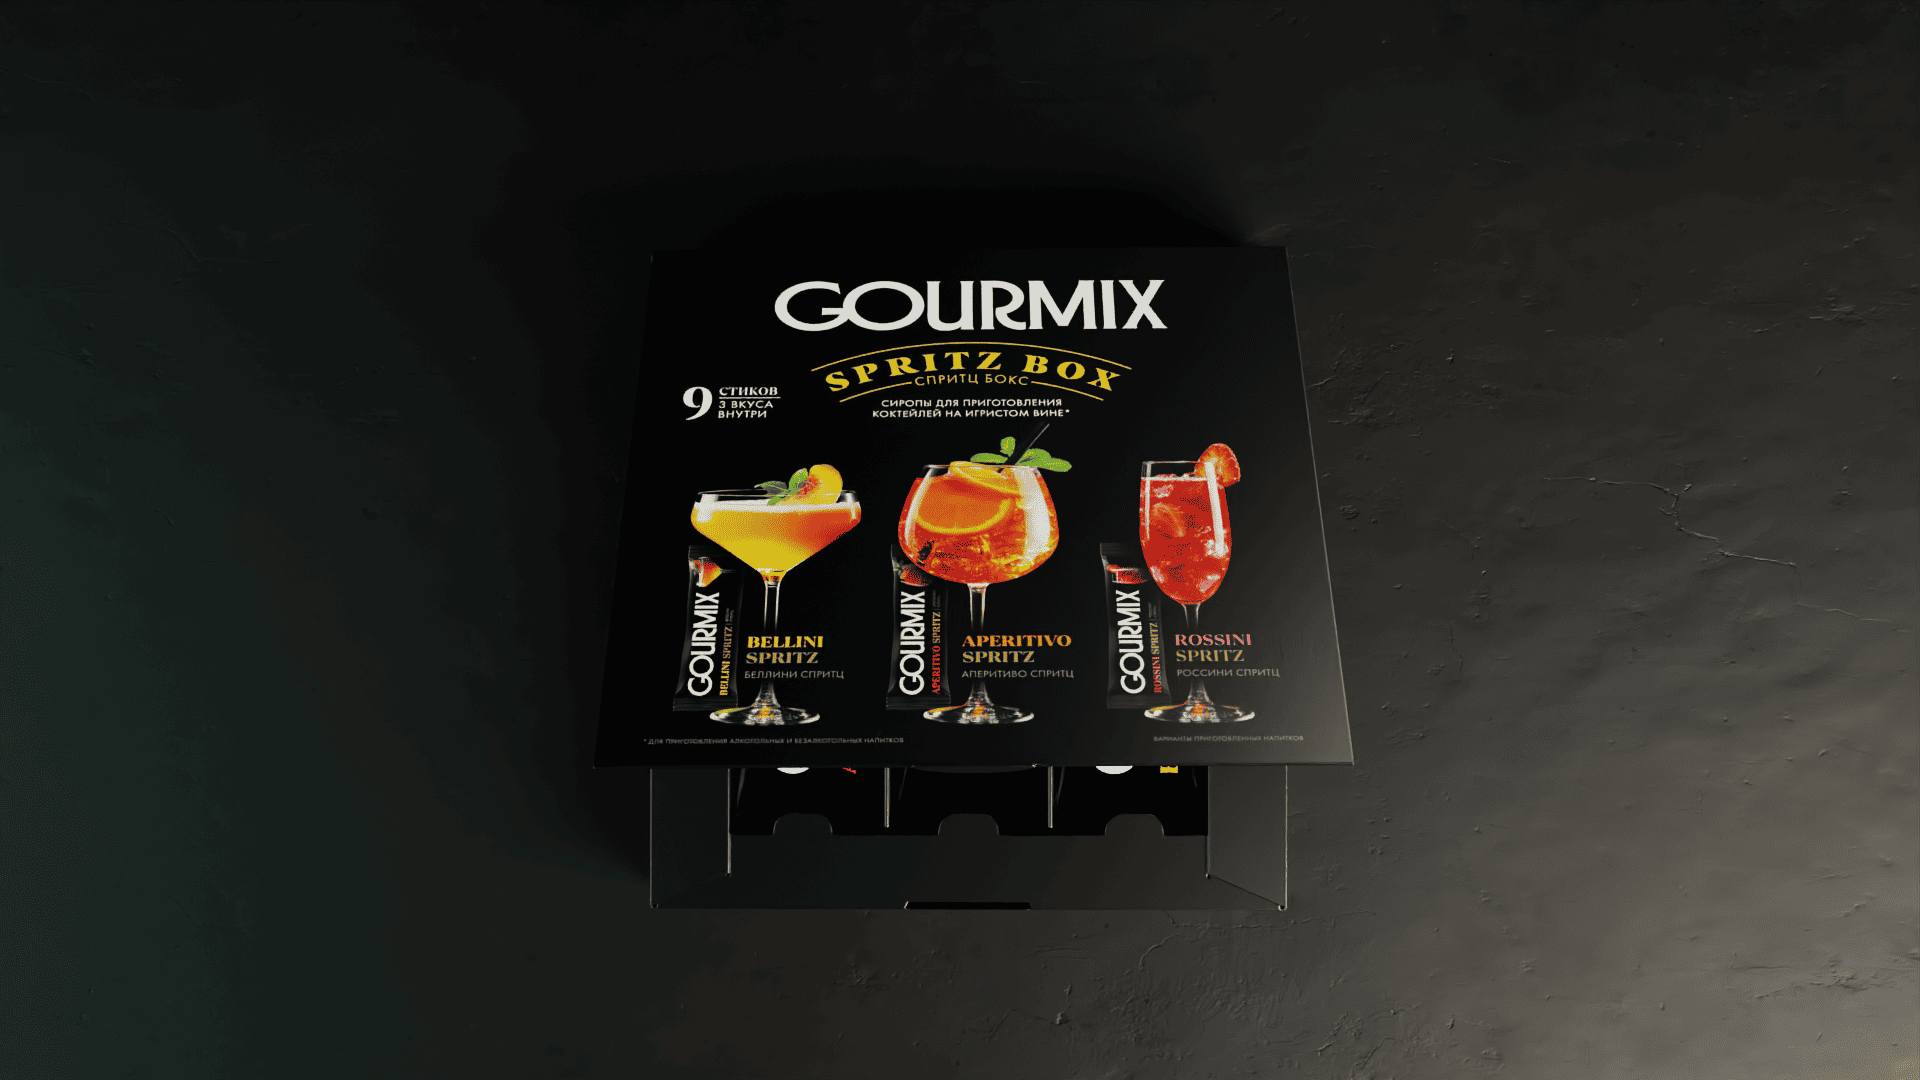 GOURMIX
SPRITZ BOX
СПРИТЦ БОКС
СИРОПЫ ДЛЯ ПРИГОТОВЛЕНИЯ
КОКТЕЙЛЕЙ НА ИГРИСТОМ ВИНЕ*
9 СТИКОВ
3 ВКУСА
ВНУТРИ
GOURMIX
BELLINI SPRITZ
BELLINI
SPRITZ
БЕЛЛИНИ СПРИТЦ
GOURMIX
APERITIVO SPRITZ
APERITIVO
SPRITZ
АПЕРИТИВО СПРИТЦ
GOURMIX
ROSSINI SPRITZ
ROSSINI
SPRITZ
РОССИНИ СПРИТЦ
* ДЛЯ ПРИГОТОВЛЕНИЯ АЛКОГОЛЬНЫХ И БЕЗАЛКОГОЛЬНЫХ НАПИТКОВ
ВАРИАНТЫ ПРИГОТОВЛЕННЫХ НАПИТКОВ